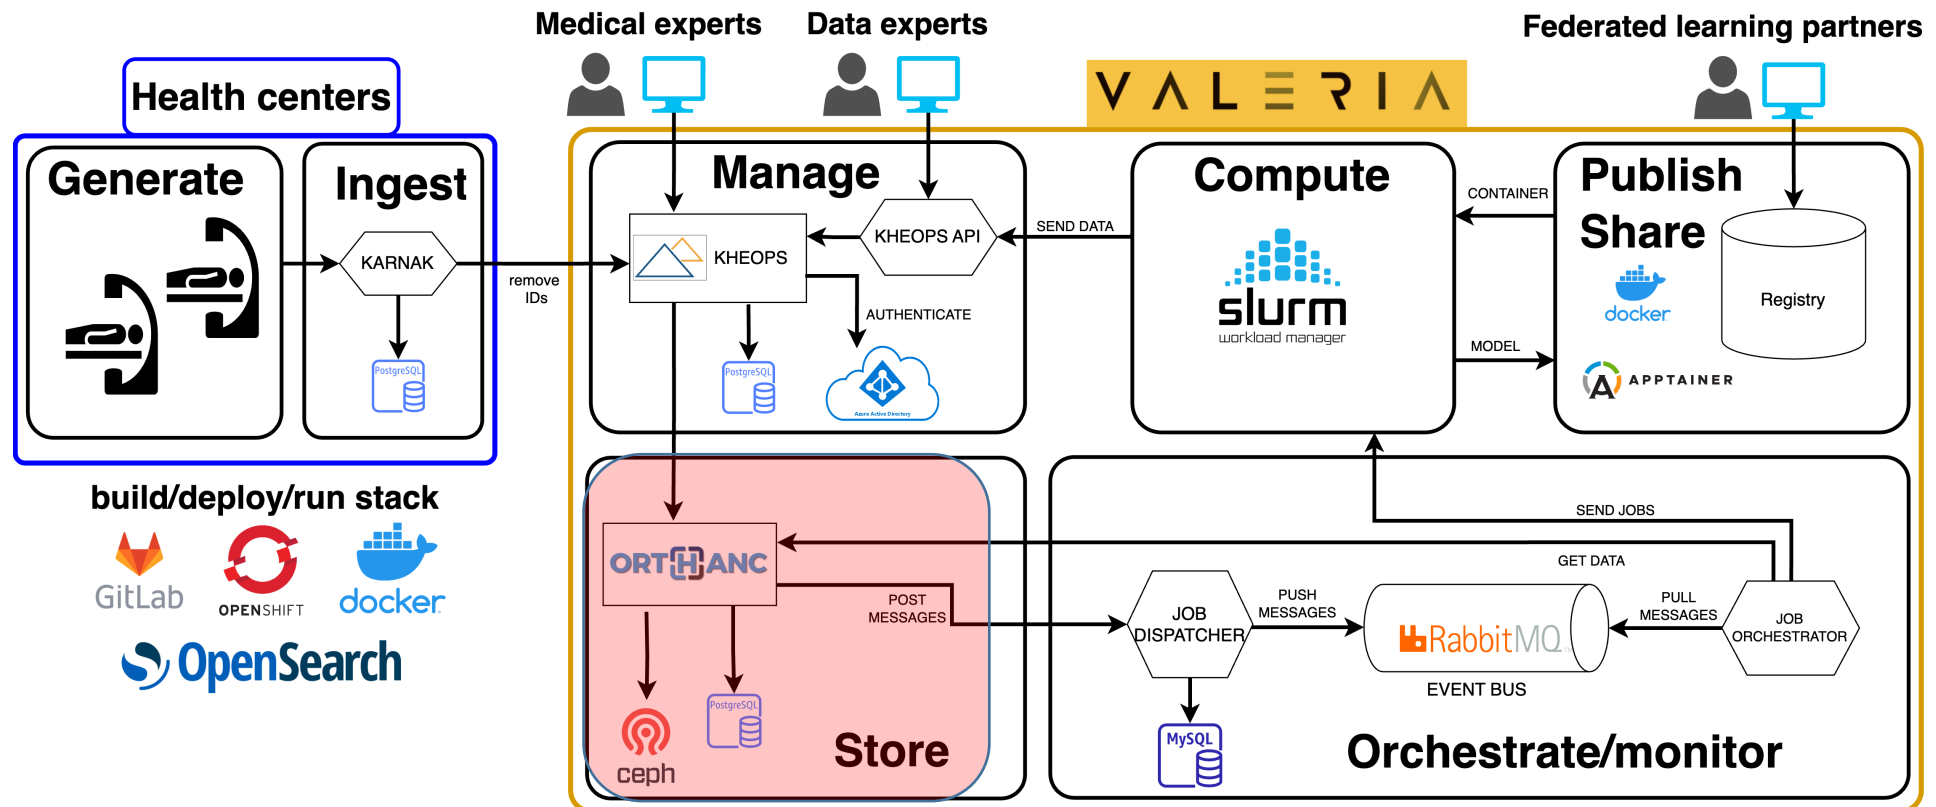 Medical experts
Data experts
Federated learning partners
Health centers
VALERIA
Generate
Ingest
Manage
Compute
Publish
Share
KARNAK
remove
IDs
KHEOPS
KHEOPS API
SEND DATA
CONTAINER
AUTHENTICATE
slurm
workload manager
MODEL
docker
APPTAINER
Registry
PostgreSQL
PostgreSQL
Azure Active Directory
build/deploy/run stack
GitLab
OPENSHIFT
docker
OpenSearch
ORTHANC
POST
MESSAGES
SEND JOBS
GET DATA
JOB
DISPATCHER
PUSH
MESSAGES
RabbitMQ
TM
EVENT BUS
PULL
MESSAGES
JOB
ORCHESTRATOR
ceph
PostgreSQL
Store
MySQL
Orchestrate/monitor